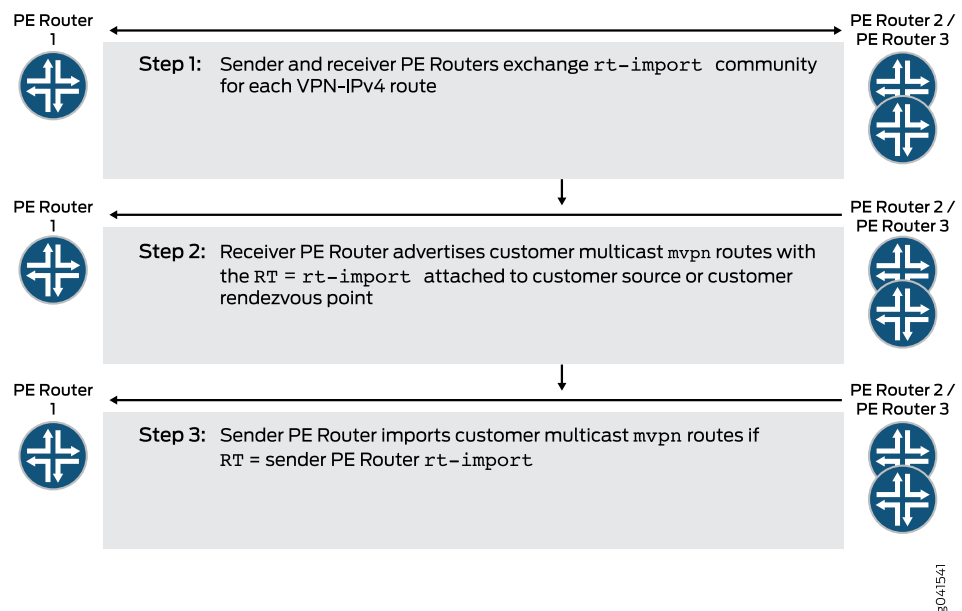 PE Router
1
PE Router 2 /
PE Router 3
Step 1: Sender and receiver PE Routers exchange rt-import community
for each VPN-IPv4 route
PE Router
1
PE Router 2 /
PE Router 3
Step 2: Receiver PE Router advertises customer multicast mvpn routes with
the RT = rt-import attached to customer source or customer
rendezvous point
PE Router
1
PE Router 2 /
PE Router 3
Step 3: Sender PE Router imports customer multicast mvpn routes if
RT = sender PE Router rt-import
g041541